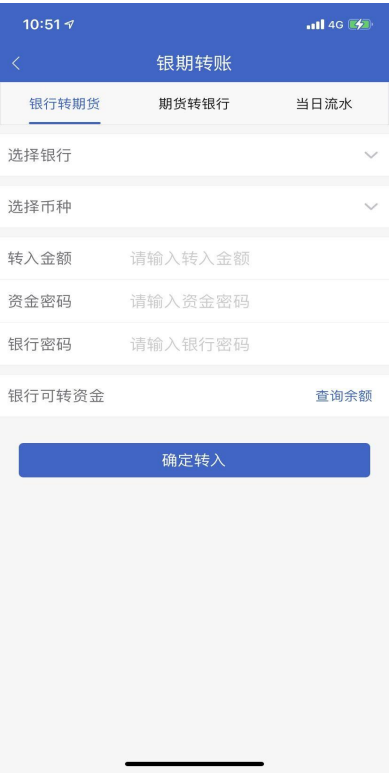 10:51 4G
银期转账
银行转期货 期货转银行 当日流水
选择银行
选择币种
转入金额 请输入转入金额
资金密码 请输入资金密码
银行密码 请输入银行密码
银行可转资金 查询余额
确定转入